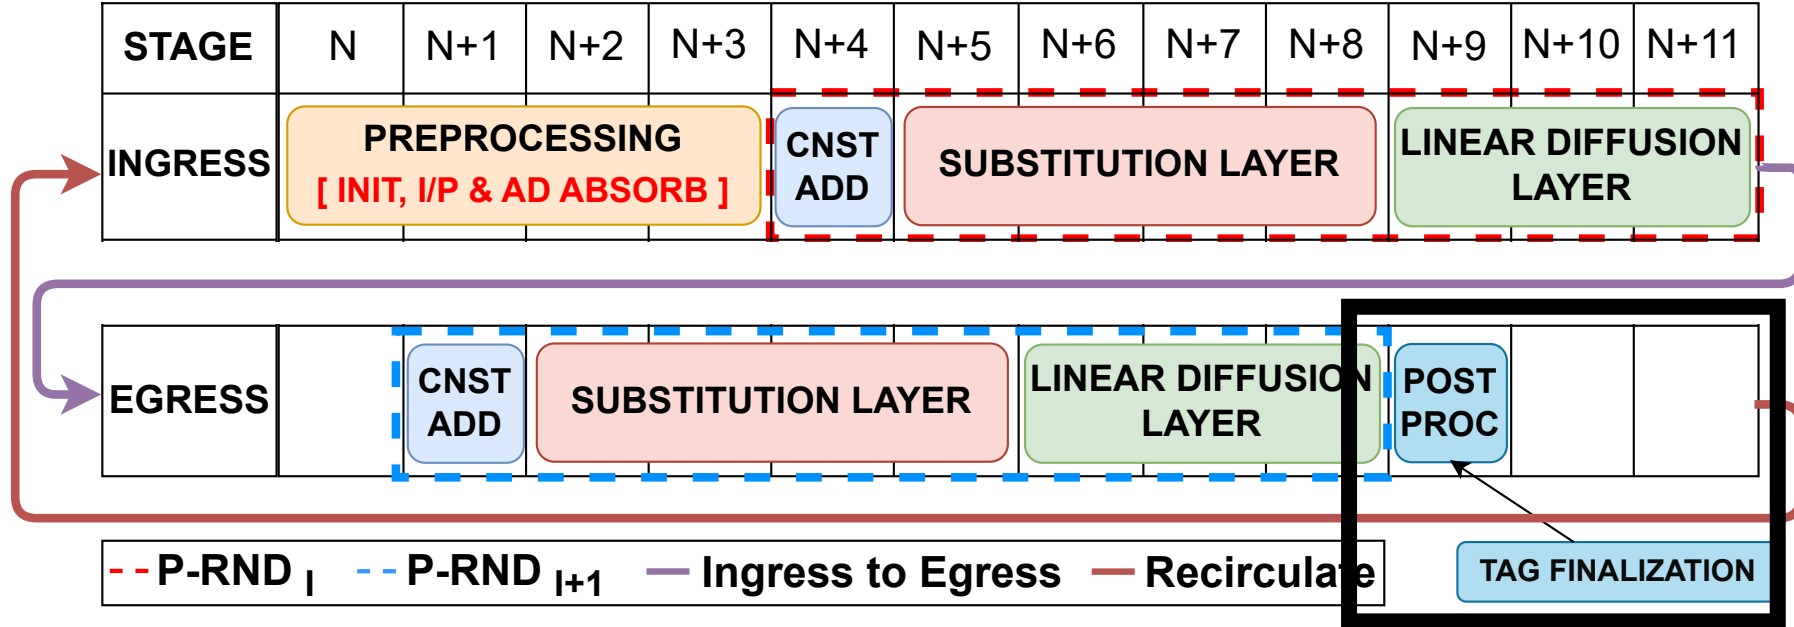 STAGE N N+1 N+2 N+3 N+4 N+5 N+6 N+7 N+8 N+9 N+10 N+11
INGRESS
PREPROCESSING
[ INIT, I/P & AD ABSORB ]
CNST
ADD
SUBSTITUTION LAYER
LINEAR DIFFUSION
LAYER
EGRESS
CNST
ADD
SUBSTITUTION LAYER
LINEAR DIFFUSION
LAYER
POST
PROC
TAG FINALIZATION
P-RND I P-RND I+1 Ingress to Egress Recirculate